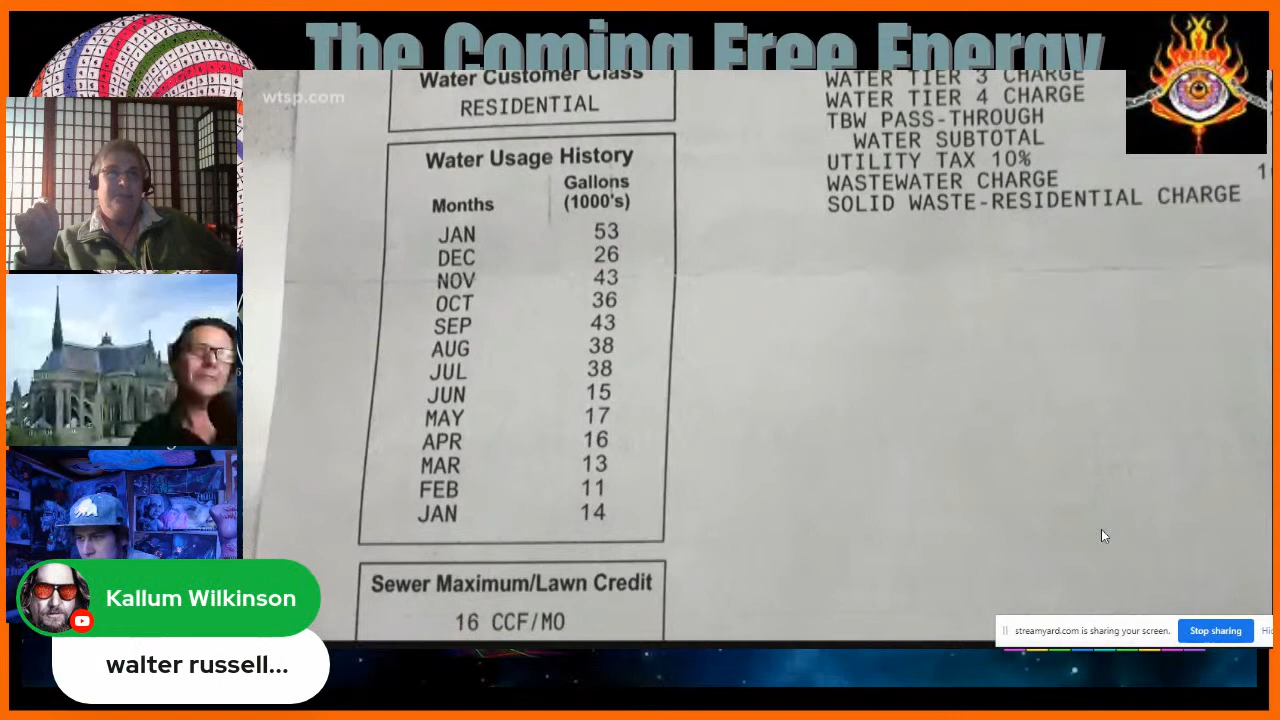 The Coming Free Energy
wtsp.com
Water Customer Class
RESIDENTIAL
Water Usage History
Months Gallons (1000's)
JAN 53
DEC 26
NOV 43
OCT 36
SEP 43
AUG 38
JUL 38
JUN 15
MAY 17
APR 16
MAR 13
FEB 11
JAN 14
Sewer Maximum/Lawn Credit
16 CCF/MO
WATER TIER 3 CHARGE
WATER TIER 4 CHARGE
TBW PASS-THROUGH
WATER SUBTOTAL
UTILITY TAX 10%
WASTEWATER CHARGE
SOLID WASTE-RESIDENTIAL CHARGE
Kallum Wilkinson
walter russell...
streamyard.com is sharing your screen.
Stop sharing